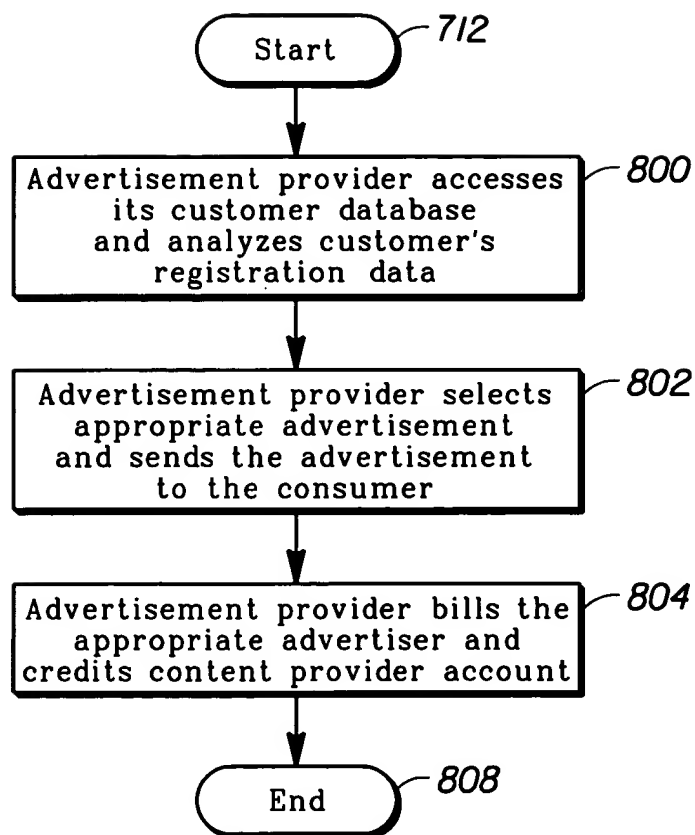 Start
712
Advertisement provider accesses
its customer database
and analyzes customer's
registration data
800
Advertisement provider selects
appropriate advertisement
and sends the advertisement
to the consumer
802
Advertisement provider bills the
appropriate advertiser and
credits content provider account
804
End
808